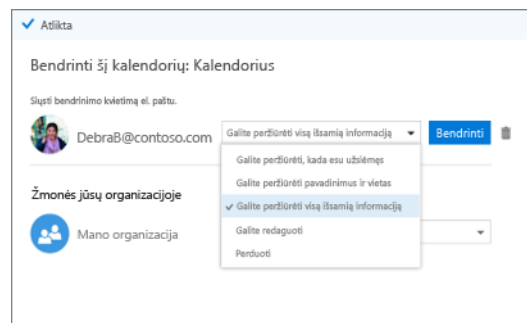 Atlikta
Bendrinti šį kalendorių: Kalendorius
Siųsti bendrinimo kvietimą el. paštu.
DebraB@contoso.com
Galite peržiūrėti visą išsamią informaciją
Bendrinti
Galite peržiūrėti, kada esu užsiėmęs
Galite peržiūrėti pavadinimus ir vietas
Galite peržiūrėti visą išsamią informaciją
Galite redaguoti
Perduoti
Žmonės jūsų organizacijoje
Mano organizacija